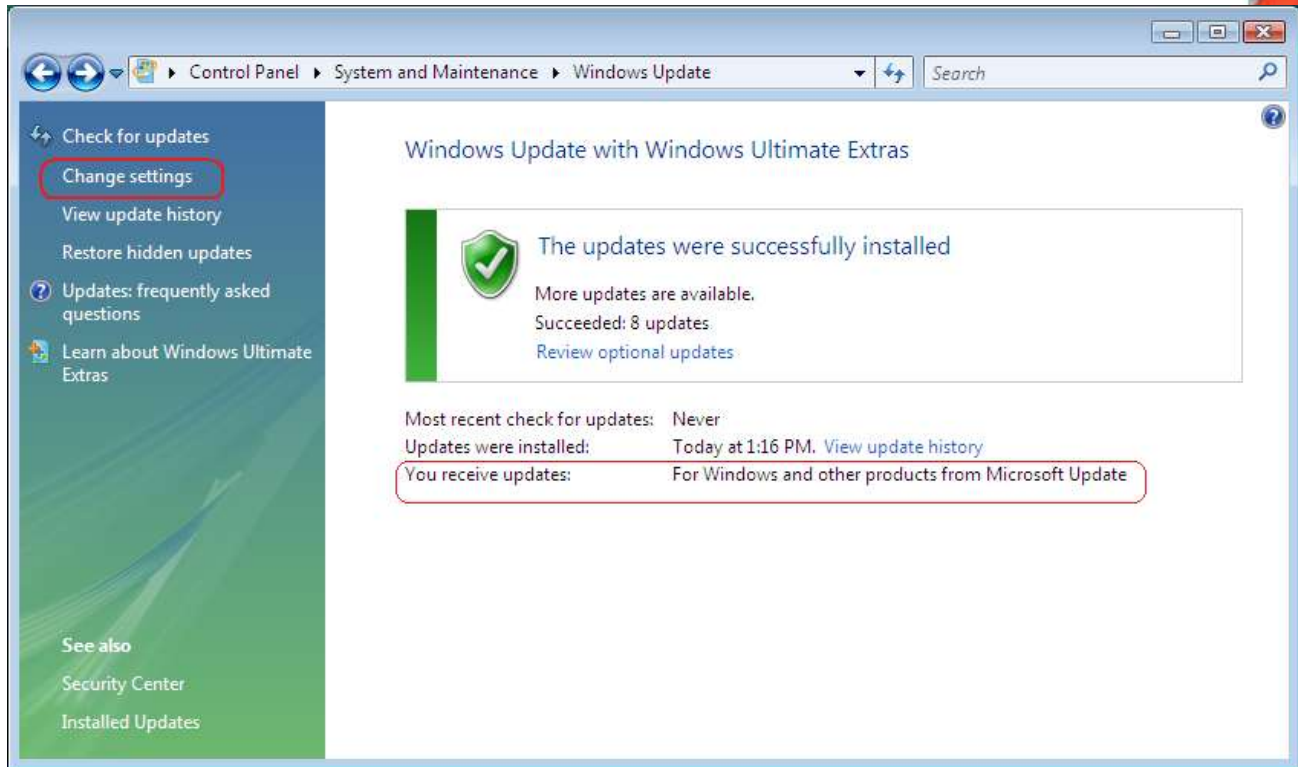 Control Panel System and Maintenance Windows Update Search
Check for updates
Change settings
View update history
Restore hidden updates
Updates: frequently asked
questions
Learn about Windows Ultimate
Extras
See also
Security Center
Installed Updates
Windows Update with Windows Ultimate Extras
The updates were successfully installed
More updates are available.
Succeeded: 8 updates
Review optional updates
Most recent check for updates: Never
Updates were installed: Today at 1:16 PM. View update history
You receive updates: For Windows and other products from Microsoft Update